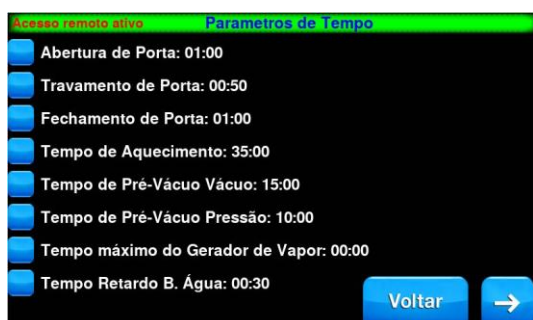 Acesso remoto ativo Parametros de Tempo
Abertura de Porta: 01:00
Travamento de Porta: 00:50
Fechamento de Porta: 01:00
Tempo de Aquecimento: 35:00
Tempo de Pré-Vácuo Vácuo: 15:00
Tempo de Pré-Vácuo Pressão: 10:00
Tempo máximo do Gerador de Vapor: 00:00
Tempo Retardo B. Água: 00:30
Voltar